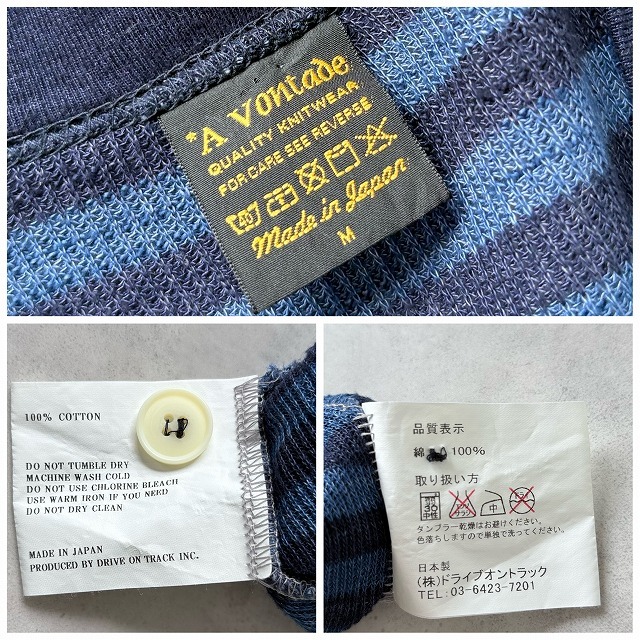 *A Vontade
QUALITY KNITWEAR
FOR CARE SEE REVERSE
Made in Japan
M
100% COTTON
DO NOT TUMBLE DRY
MACHINE WASH COLD
DO NOT USE CHLORINE BLEACH
USE WARM IRON IF YOU NEED
DO NOT DRY CLEAN
MADE IN JAPAN
PRODUCED BY DRIVE ON TRACK INC.
品質表示
綿 100%
取り扱い方
30 中性 中
タンブラー乾燥はお避けください。
色落ちしますので単独で洗ってください。
日本製
(株)ドライブオントラック
TEL: 03-6423-7201